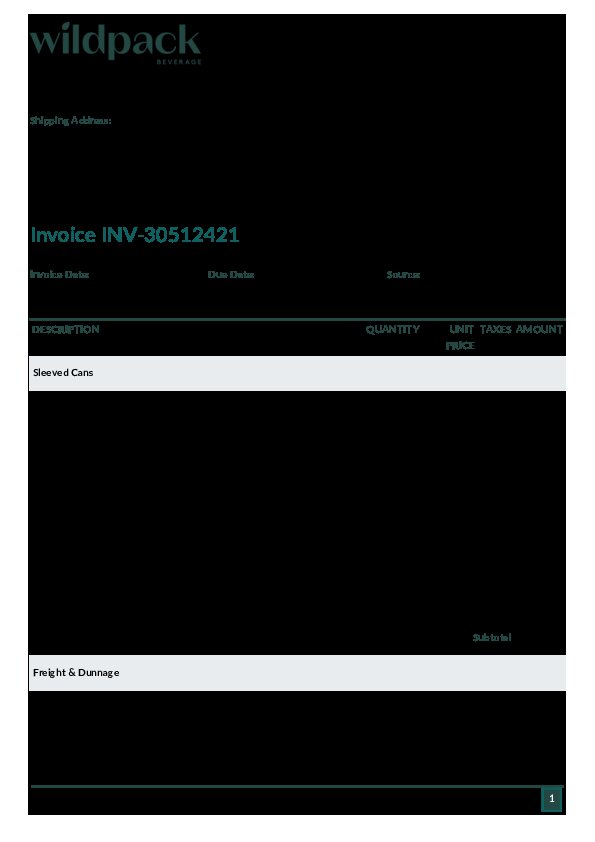 wildpack
BEVERAGE
Shipping Address:
Invoice INV-30512421
Invoice Date: Due Date: Source:
DESCRIPTION QUANTITY UNIT PRICE TAXES AMOUNT
Sleeved Cans
Subtotal
Freight & Dunnage
1